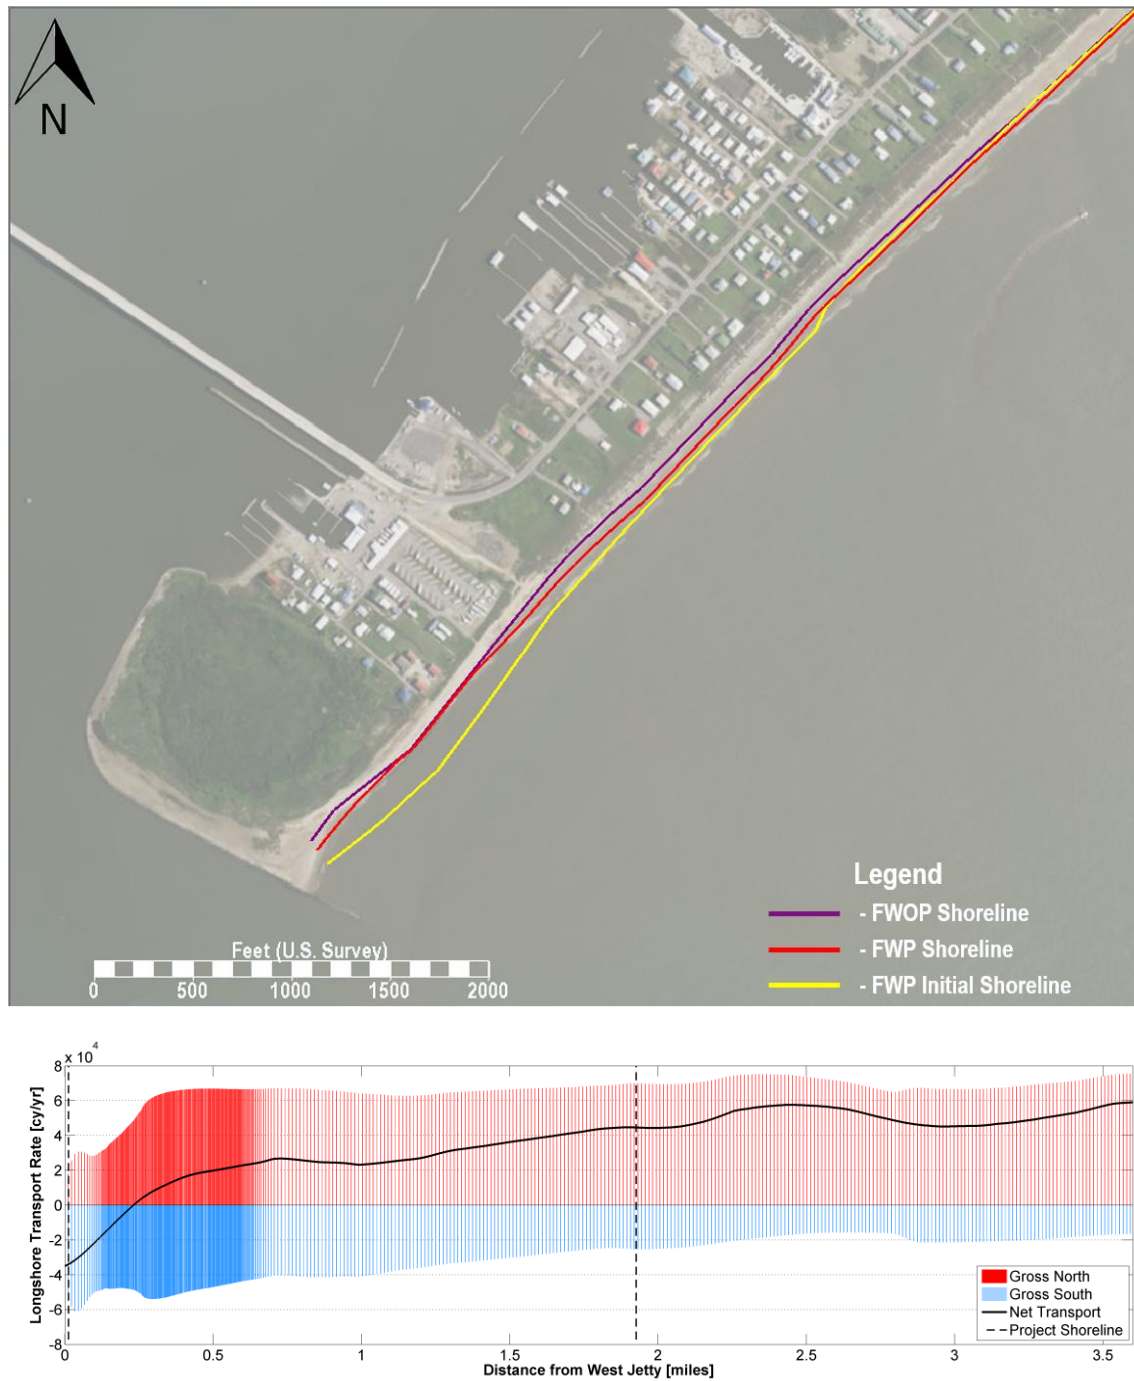 N
Legend
- FWOP Shoreline
- FWP Shoreline
- FWP Initial Shoreline
Feet (U.S. Survey)
0 500 1000 1500 2000
x 10⁴
8
6
4
2
0
-2
-4
-6
-8
Longshore Transport Rate [cy/yr]
Gross North
Gross South
Net Transport
Project Shoreline
0 0.5 1 1.5 2 2.5 3 3.5
Distance from West Jetty [miles]